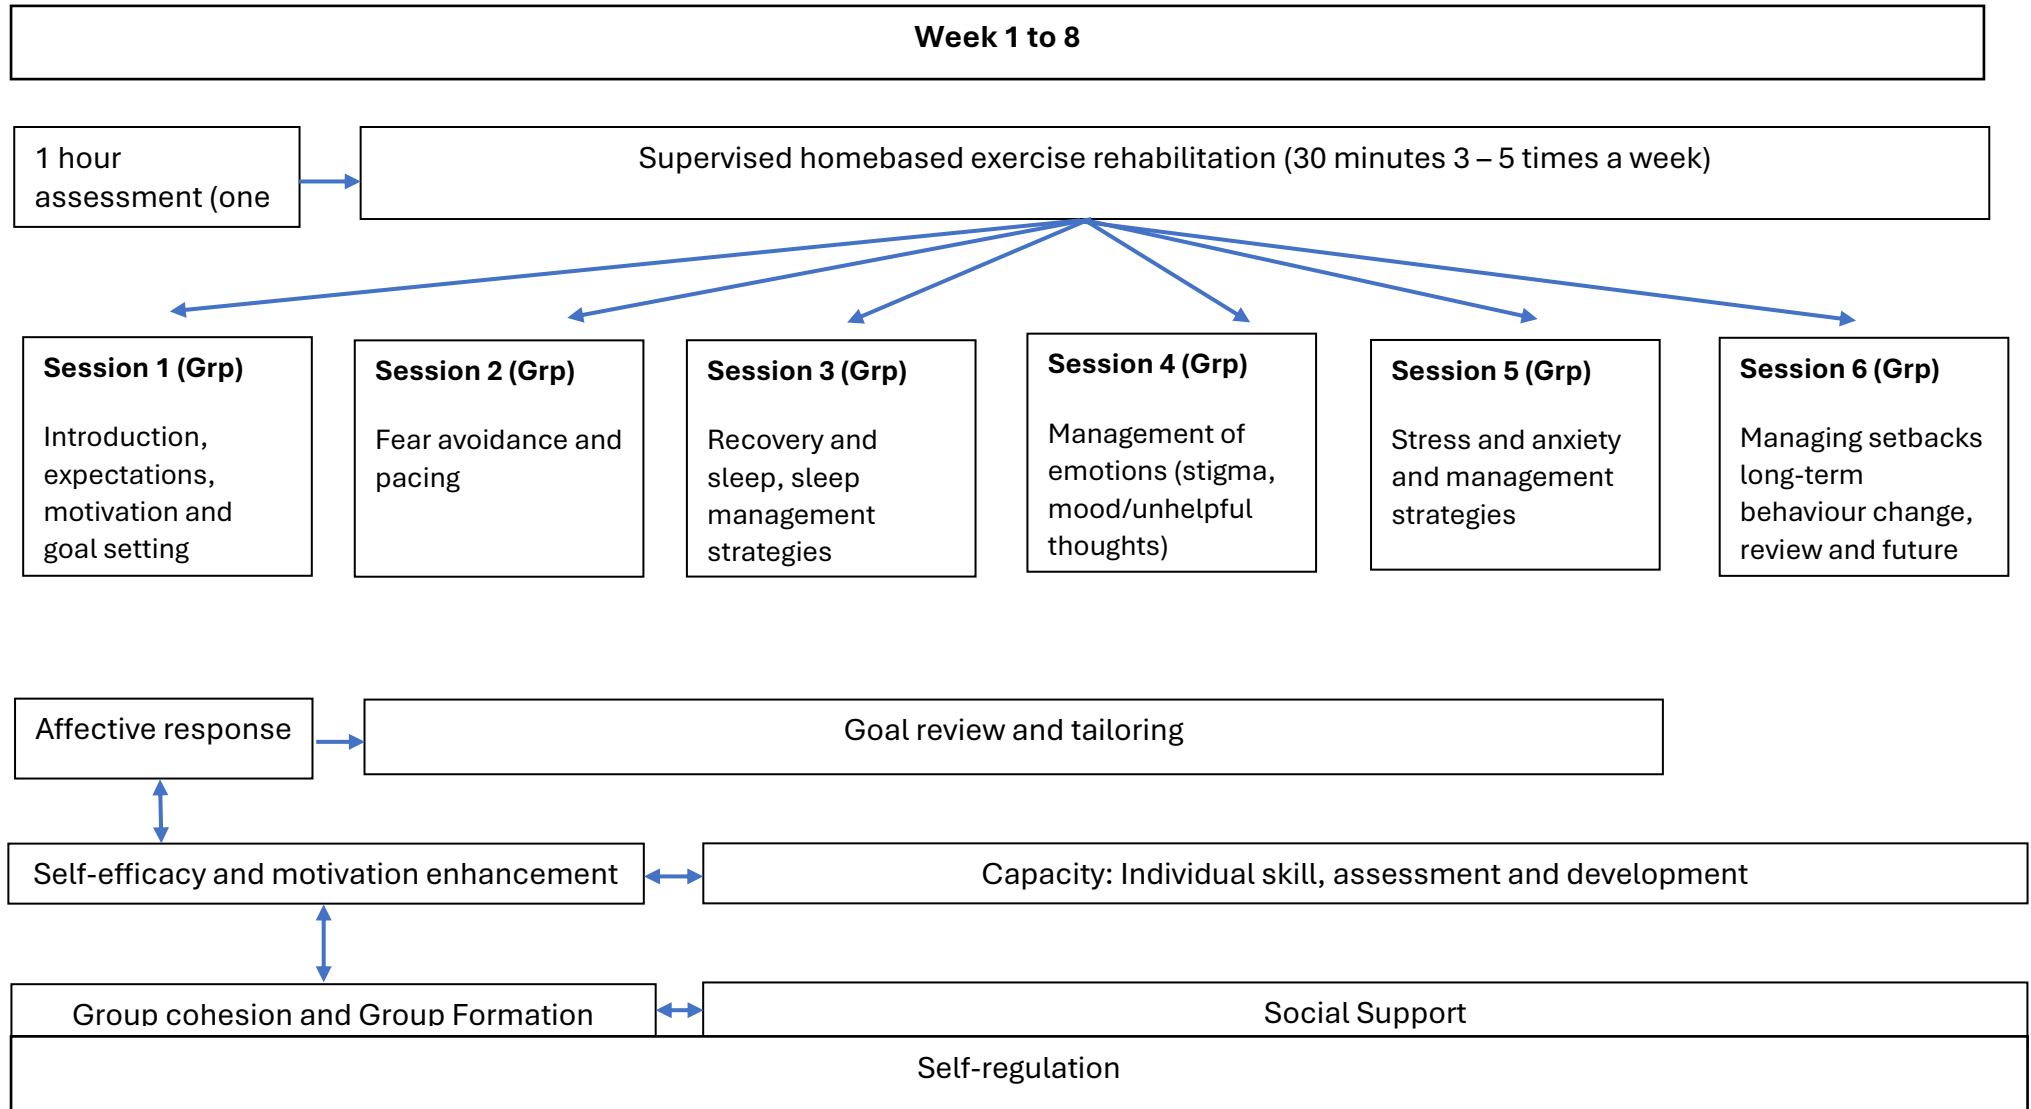 Week 1 to 8
1 hour
assessment (one
Supervised homebased exercise rehabilitation (30 minutes 3 – 5 times a week)
Session 1 (Grp)
Introduction,
expectations,
motivation and
goal setting
Session 2 (Grp)
Fear avoidance and
pacing
Session 3 (Grp)
Recovery and
sleep, sleep
management
strategies
Session 4 (Grp)
Management of
emotions (stigma,
mood/unhelpful
thoughts)
Session 5 (Grp)
Stress and anxiety
and management
strategies
Session 6 (Grp)
Managing setbacks
long-term
behaviour change,
review and future
Affective response
Goal review and tailoring
Self-efficacy and motivation enhancement
Capacity: Individual skill, assessment and development
Group cohesion and Group Formation
Social Support
Self-regulation